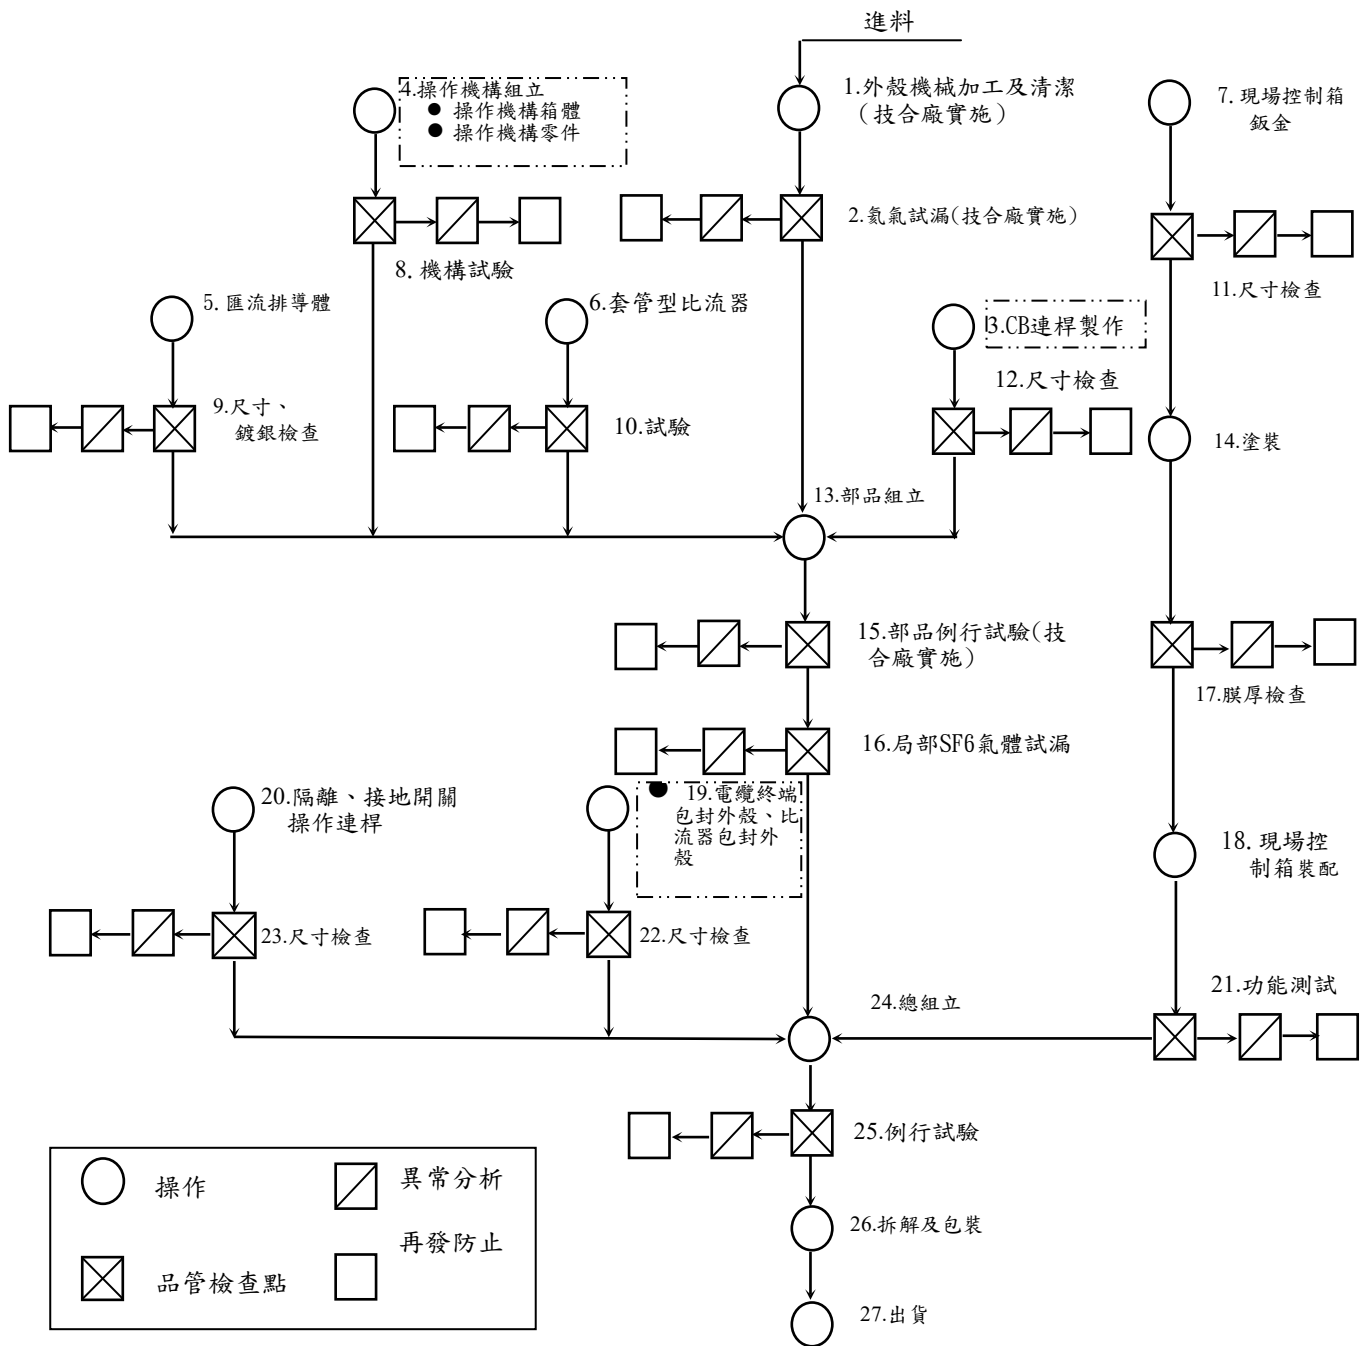 進料
4.操作機構組立
● 操作機構箱體
● 操作機構零件
1.外殼機械加工及清潔
(技合廠實施)
7.現場控制箱
鈑金
2.氦氣試漏(技合廠實施)
8.機構試驗
11.尺寸檢查
5.匯流排導體
6.套管型比流器
3.CB連桿製作
12.尺寸檢查
9.尺寸、
鍍銀檢查
10.試驗
14.塗裝
13.部品組立
15.部品例行試驗(技
合廠實施)
17.膜厚檢查
16.局部SF6氣體試漏
20.隔離、接地開關
操作連桿
● 19.電纜終端
包封外殼、比
流器包封外
殼
18.現場控
制箱裝配
23.尺寸檢查
22.尺寸檢查
21.功能測試
24.總組立
25.例行試驗
26.拆解及包裝
27.出貨
操作
異常分析
再發防止
品管檢查點